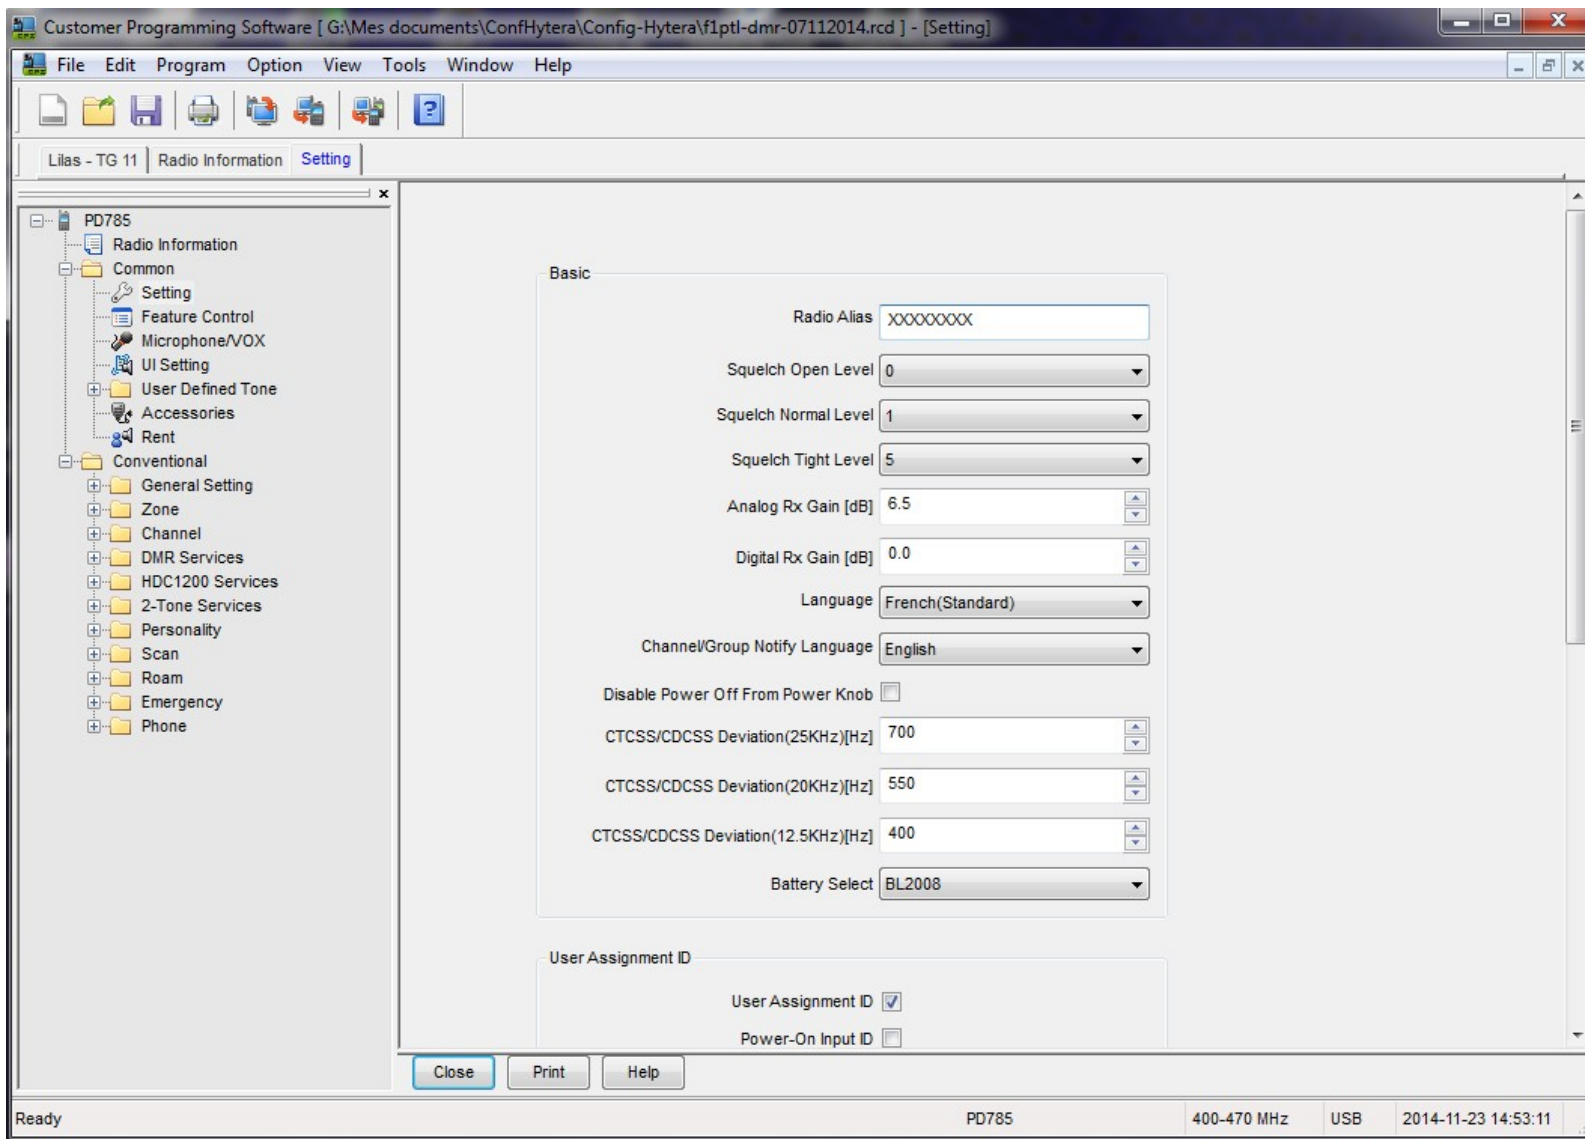 Customer Programming Software [ G:\Mes documents\ConfHytera\Config-Hytera\f1ptl-dmr-07112014.rcd ] - [Setting]
File Edit Program Option View Tools Window Help
Lilas - TG 11 Radio Information Setting
PD785
Radio Information
Common
Setting
Feature Control
Microphone/VOX
UI Setting
User Defined Tone
Accessories
Rent
Conventional
General Setting
Zone
Channel
DMR Services
HDC1200 Services
2-Tone Services
Personality
Scan
Roam
Emergency
Phone
Basic
Radio Alias XXXXXXXX
Squelch Open Level 0
Squelch Normal Level 1
Squelch Tight Level 5
Analog Rx Gain [dB] 6.5
Digital Rx Gain [dB] 0.0
Language French(Standard)
Channel/Group Notify Language English
Disable Power Off From Power Knob
CTCSS/CDCSS Deviation(25KHz)[Hz] 700
CTCSS/CDCSS Deviation(20KHz)[Hz] 550
CTCSS/CDCSS Deviation(12.5KHz)[Hz] 400
Battery Select BL2008
User Assignment ID
User Assignment ID
Power-On Input ID
Close Print Help
Ready PD785 400-470 MHz USB 2014-11-23 14:53:11